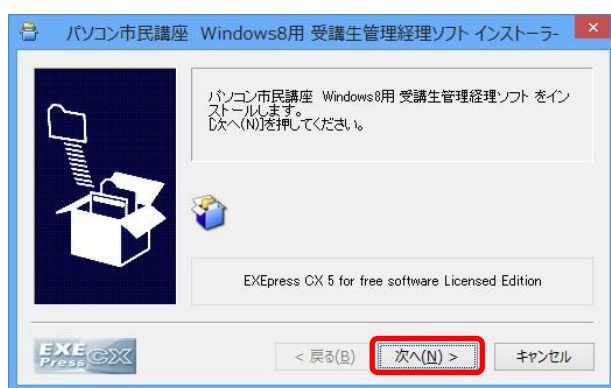 パソコン市民講座 Windows8用 受講生管理経理ソフト インストーラ-
パソコン市民講座 Windows8用 受講生管理経理ソフト をイン
ストールします。
[次へ(N)]を押してください。
EXEpress CX 5 for free software Licensed Edition
EXE
Press CX
< 戻る(B)
次へ(N) >
キャンセル